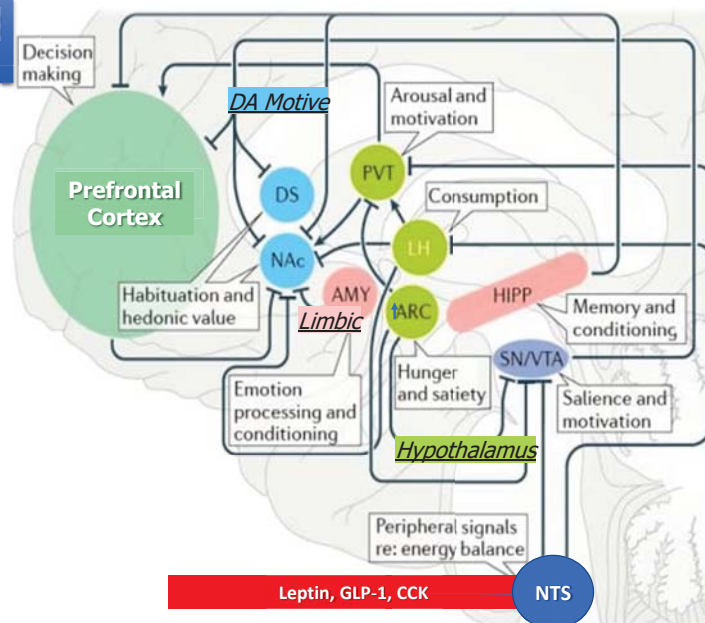 Decision
making
DA Motive
Arousal and
motivation
PVT
Prefrontal
Cortex
DS
Consumption
LH
NAc
Habituation and
hedonic value
AMY
Limbic
↑ARC
HIPP
Memory and
conditioning
SN/VTA
Emotion
processing and
conditioning
Hunger
and satiety
Salience and
motivation
Hypothalamus
Peripheral signals
re: energy balance
Leptin, GLP-1, CCK
NTS